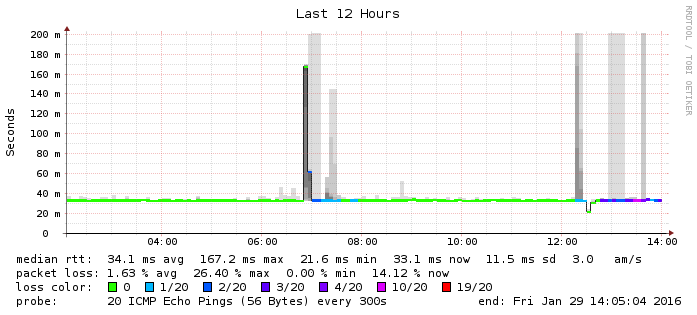 Last 12 Hours
RRDTOOL / TOBI OETIKER
Seconds
200 m
180 m
160 m
140 m
120 m
100 m
80 m
60 m
40 m
20 m
0
04:00 06:00 08:00 10:00 12:00 14:00
median rtt: 34.1 ms avg 167.2 ms max 21.6 ms min 33.1 ms now 11.5 ms sd 3.0 am/s
packet loss: 1.63 % avg 26.40 % max 0.00 % min 14.12 % now
loss color: 0 1/20 2/20 3/20 4/20 10/20 19/20
probe: 20 ICMP Echo Pings (56 Bytes) every 300s end: Fri Jan 29 14:05:04 2016